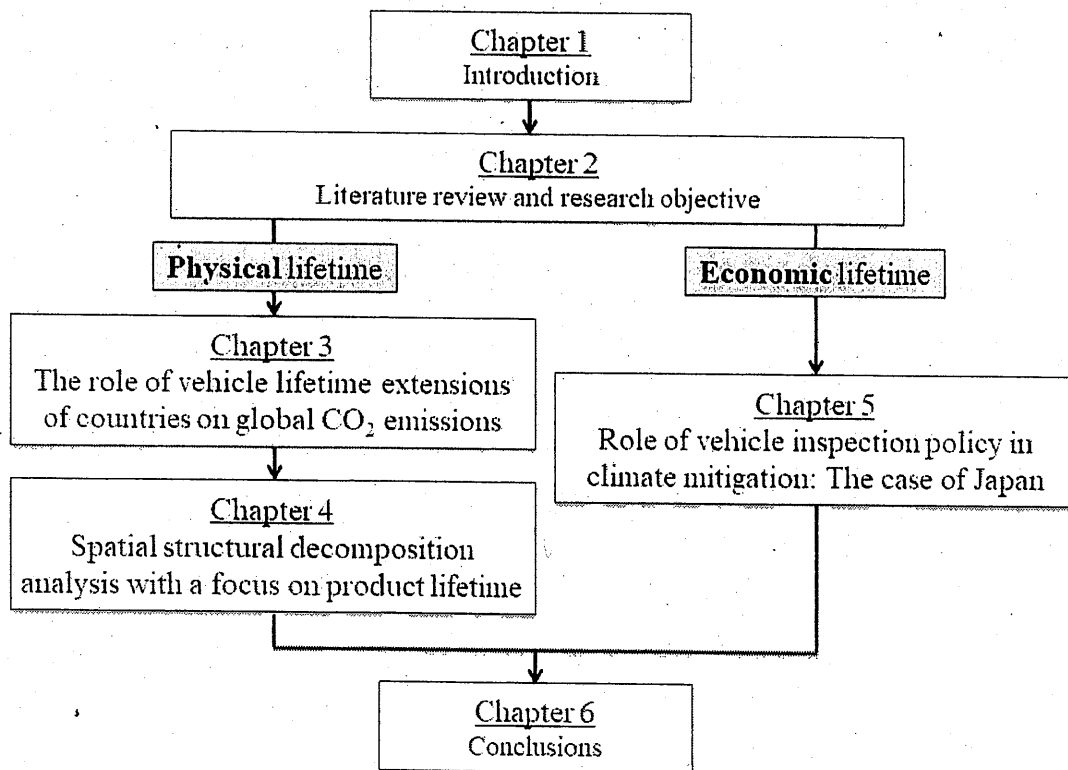 Chapter 1
Introduction
Chapter 2
Literature review and research objective
Physical lifetime
Economic lifetime
Chapter 3
The role of vehicle lifetime extensions
of countries on global CO₂ emissions
Chapter 4
Spatial structural decomposition
analysis with a focus on product lifetime
Chapter 5
Role of vehicle inspection policy in
climate mitigation: The case of Japan
Chapter 6
Conclusions